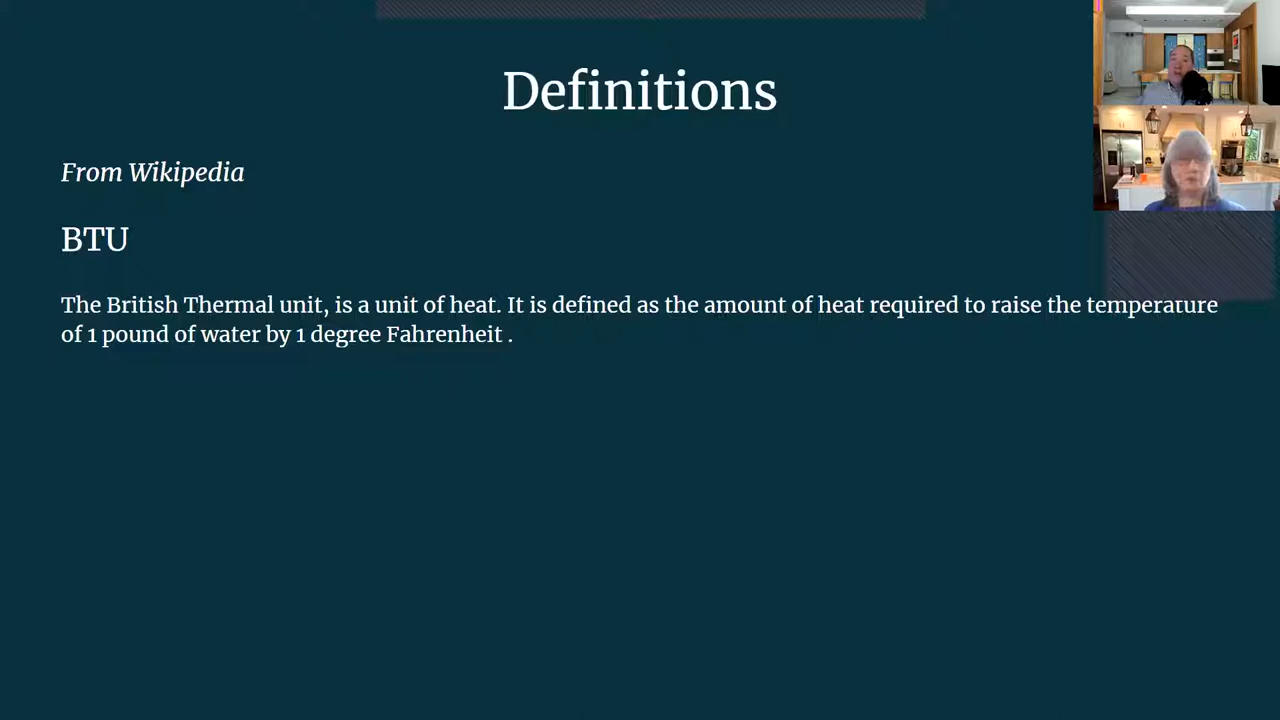 Definitions
From Wikipedia
BTU
The British Thermal unit, is a unit of heat. It is defined as the amount of heat required to raise the temperature
of 1 pound of water by 1 degree Fahrenheit .